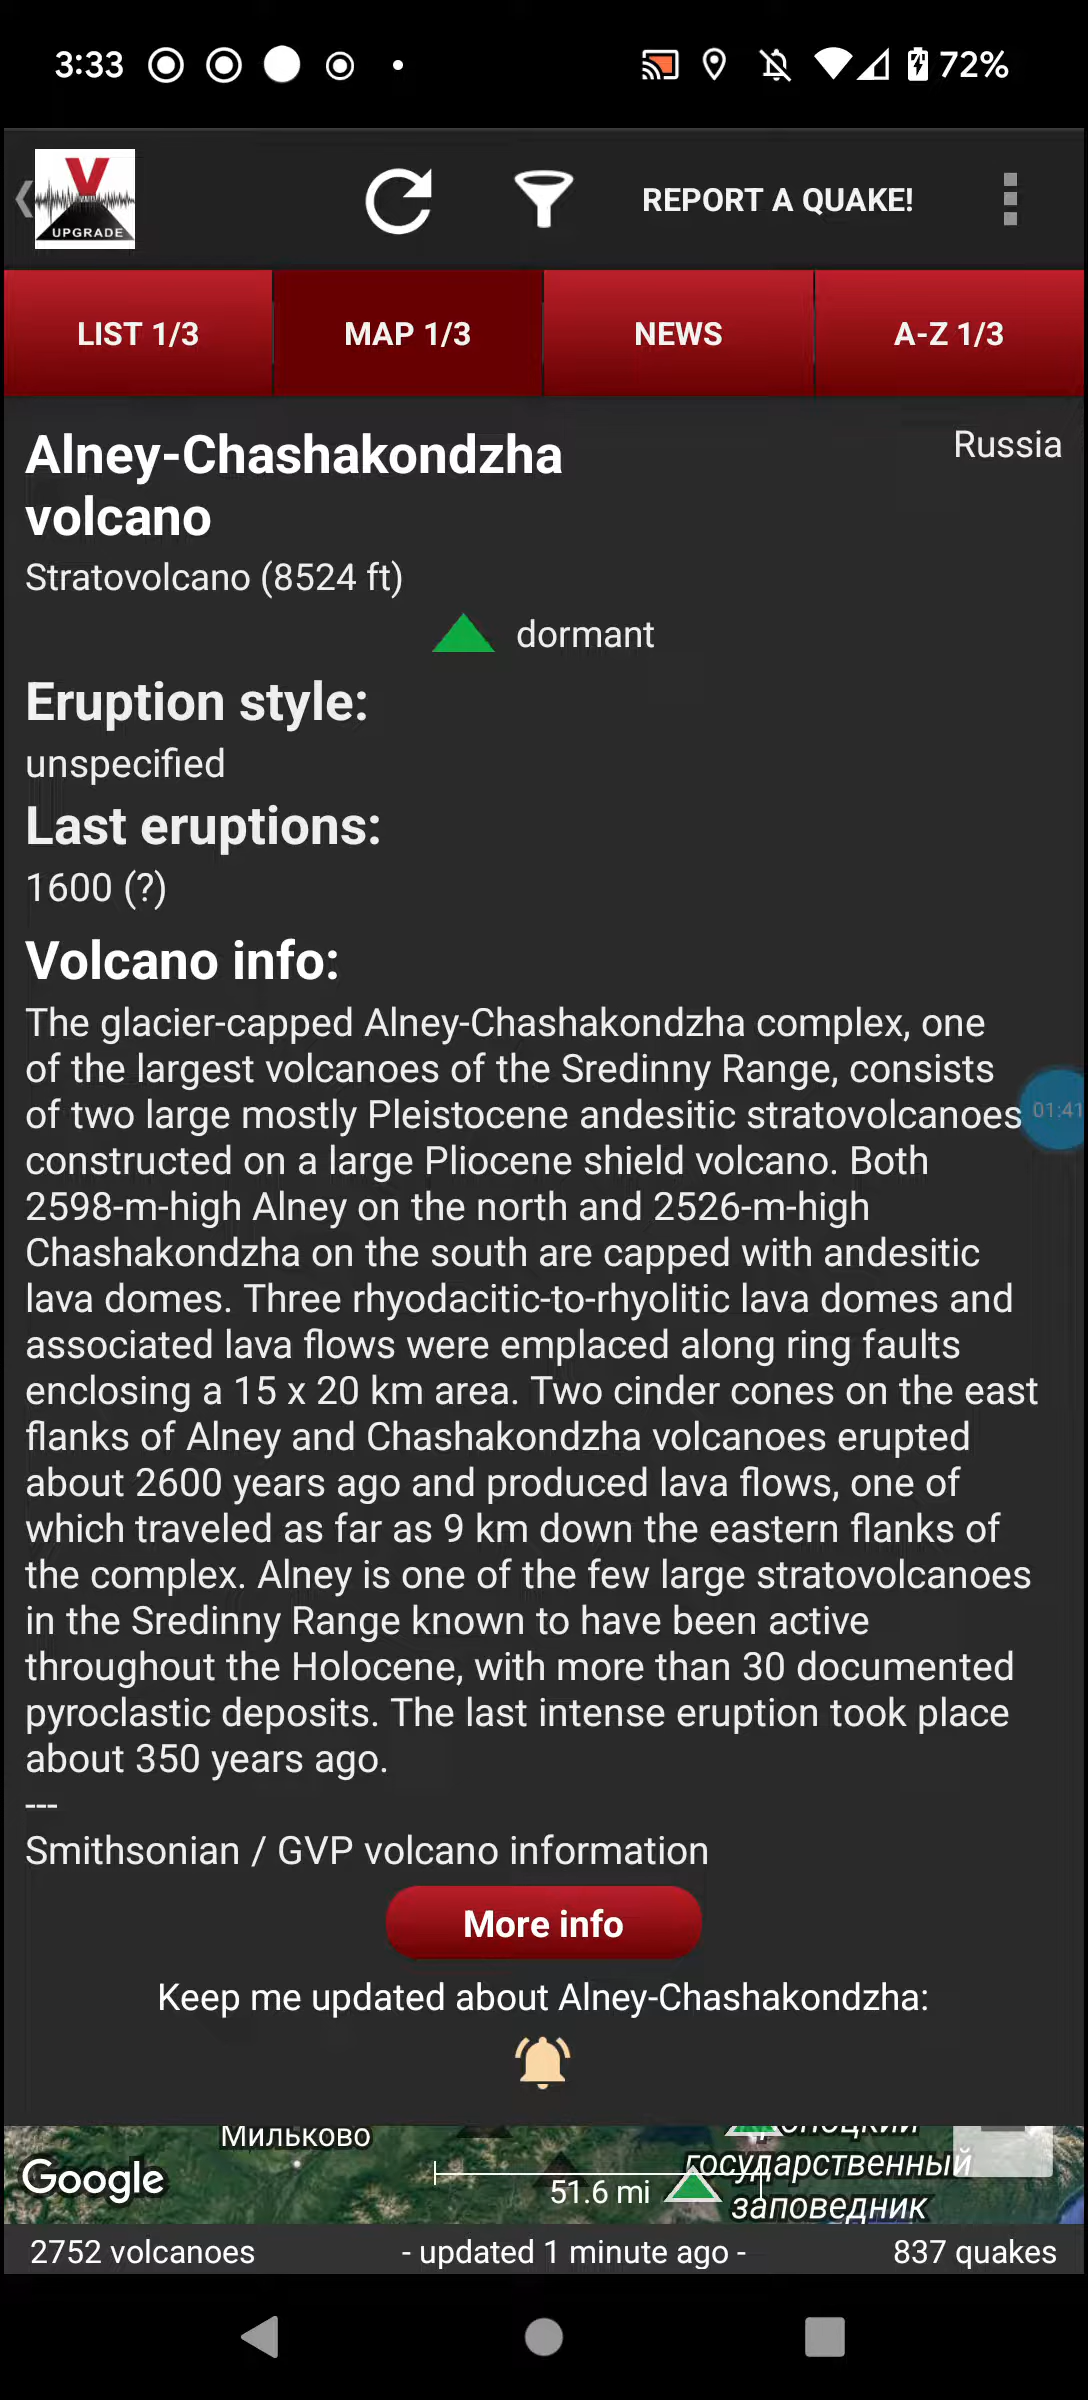 3:33
72%
V
UPGRADE
REPORT A QUAKE!
LIST 1/3
MAP 1/3
NEWS
A-Z 1/3
Alney-Chashakondzha
volcano
Russia
Stratovolcano (8524 ft)
dormant
Eruption style:
unspecified
Last eruptions:
1600 (?)
Volcano info:
The glacier-capped Alney-Chashakondzha complex, one
of the largest volcanoes of the Sredinny Range, consists
of two large mostly Pleistocene andesitic stratovolcanoes
01:41
constructed on a large Pliocene shield volcano. Both
2598-m-high Alney on the north and 2526-m-high
Chashakondzha on the south are capped with andesitic
lava domes. Three rhyodacitic-to-rhyolitic lava domes and
associated lava flows were emplaced along ring faults
enclosing a 15 x 20 km area. Two cinder cones on the east
flanks of Alney and Chashakondzha volcanoes erupted
about 2600 years ago and produced lava flows, one of
which traveled as far as 9 km down the eastern flanks of
the complex. Alney is one of the few large stratovolcanoes
in the Sredinny Range known to have been active
throughout the Holocene, with more than 30 documented
pyroclastic deposits. The last intense eruption took place
about 350 years ago.
---
Smithsonian / GVP volcano information
More info
Keep me updated about Alney-Chashakondzha:
Мильково
государственный
заповедник
Google
51.6 mi
2752 volcanoes
- updated 1 minute ago -
837 quakes